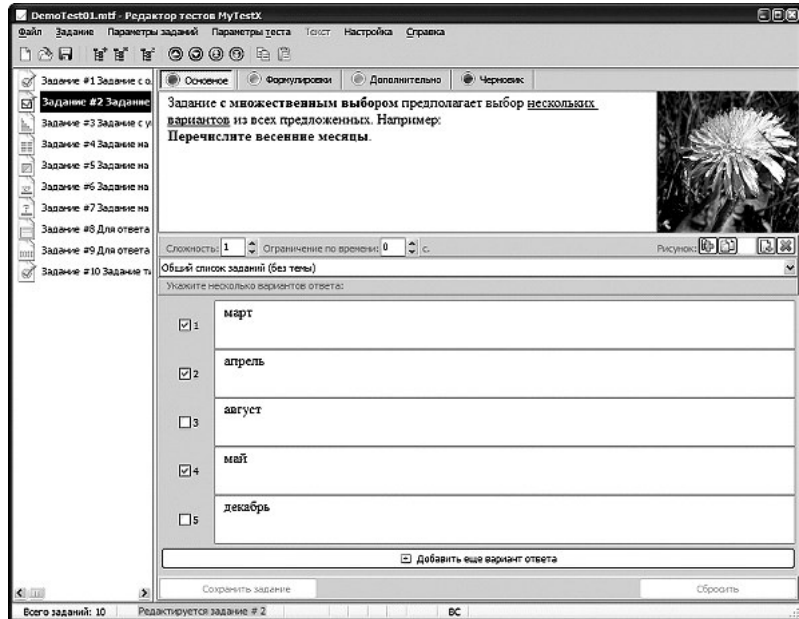 DemoTest01.mtf - Редактор тестов MyTestX
Файл Задание Параметры заданий Параметры теста Текст Настройка Справка
Основное Формулировки Дополнительно Черновик
Задание #1 Задание с о.
Задание #2 Задание
Задание #3 Задание с у
Задание #4 Задание на
Задание #5 Задание на
Задание #6 Задание на
Задание #7 Задание на
Задание #8 Для ответа
Задание #9 Для ответа
Задание #10 Задание ти
Задание с множественным выбором предполагает выбор нескольких
вариантов из всех предложенных. Например:
Перечислите весенние месяцы.
Сложность: 1 Ограничение по времени: 0 с. Рисунок:
Общий список заданий (без темы)
Укажите несколько вариантов ответа:
1 март
2 апрель
3 август
4 май
5 декабрь
Добавить еще вариант ответа
Сохранить задание Сбросить
Всего заданий: 10 Редактируется задание # 2 ВС